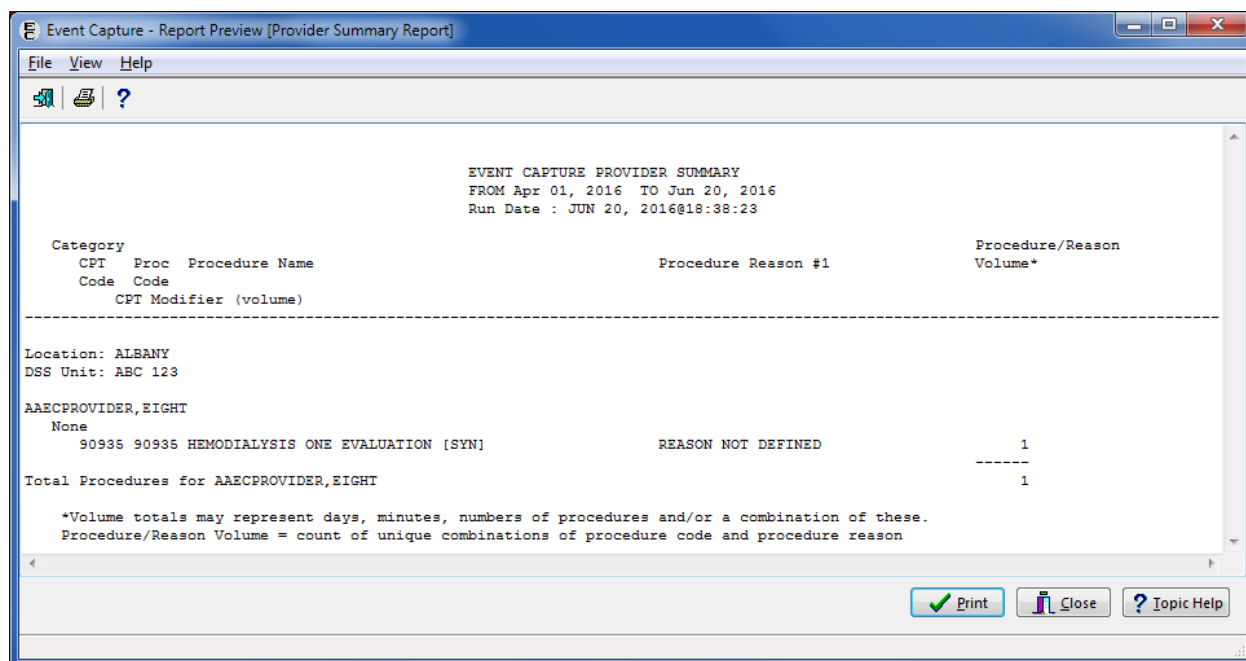 Event Capture - Report Preview [Provider Summary Report]
File View Help
EVENT CAPTURE PROVIDER SUMMARY
FROM Apr 01, 2016 TO Jun 20, 2016
Run Date : JUN 20, 2016@18:38:23
Category Procedure/Reason
CPT Proc Procedure Name Procedure Reason #1 Volume*
Code Code
CPT Modifier (volume)
Location: ALBANY
DSS Unit: ABC 123
AAECPROVIDER,EIGHT
None
90935 90935 HEMODIALYSIS ONE EVALUATION [SYN] REASON NOT DEFINED 1
------
Total Procedures for AAECPROVIDER,EIGHT 1
*Volume totals may represent days, minutes, numbers of procedures and/or a combination of these.
Procedure/Reason Volume = count of unique combinations of procedure code and procedure reason
Print Close ? Topic Help